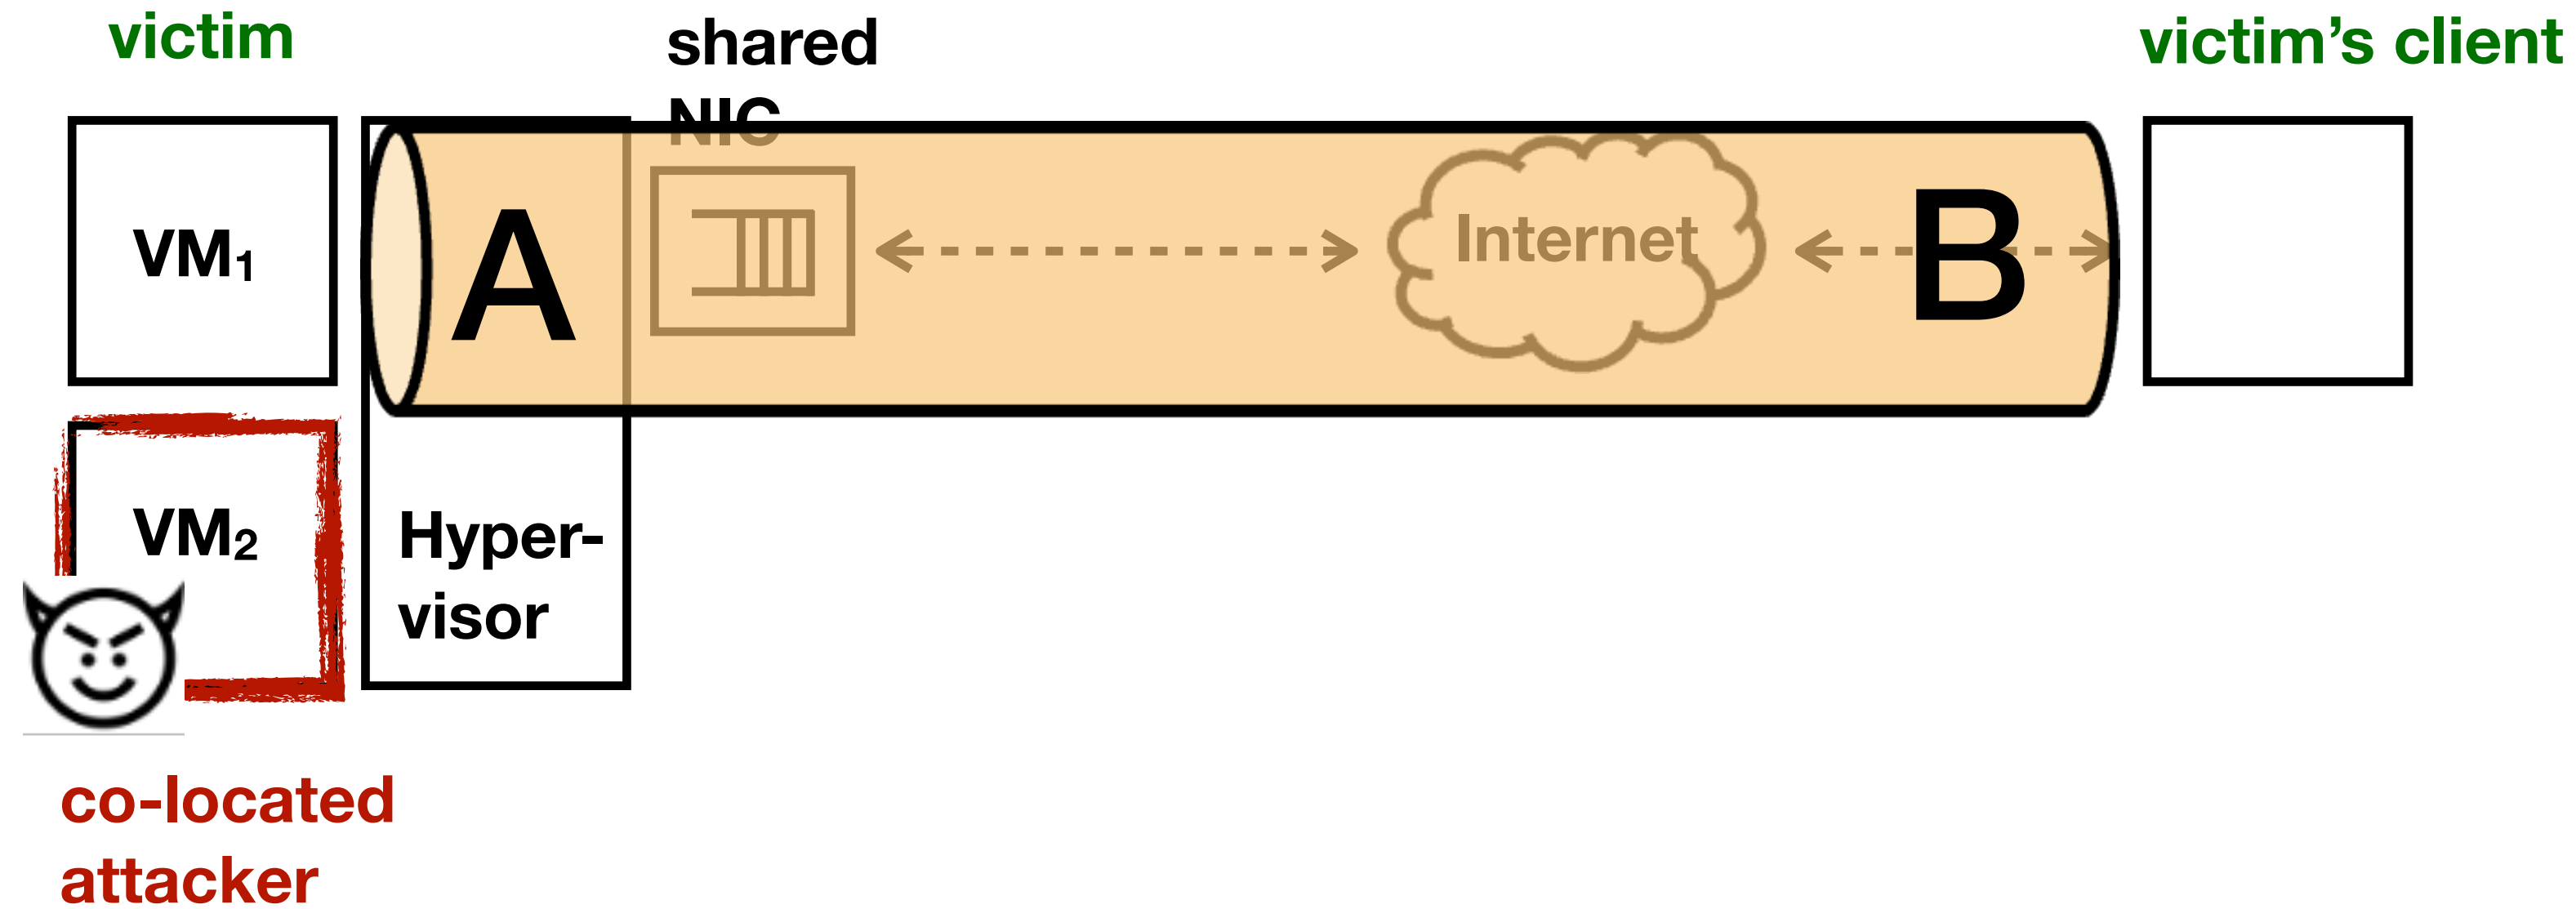 victim
shared
NIC
victim's client
VM₁
A
Internet
B
VM₂
Hyper-
visor
co-located
attacker